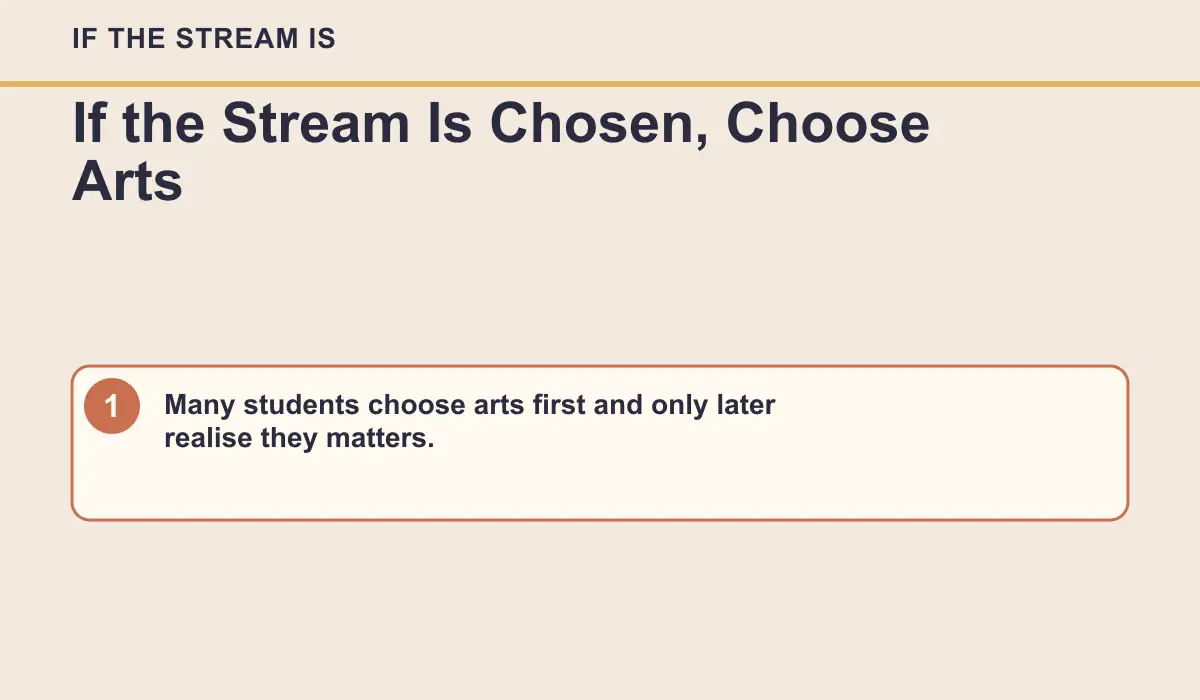 IF THE STREAM IS
If the Stream Is Chosen, Choose
Arts
1
Many students choose arts first and only later
realise they matters.